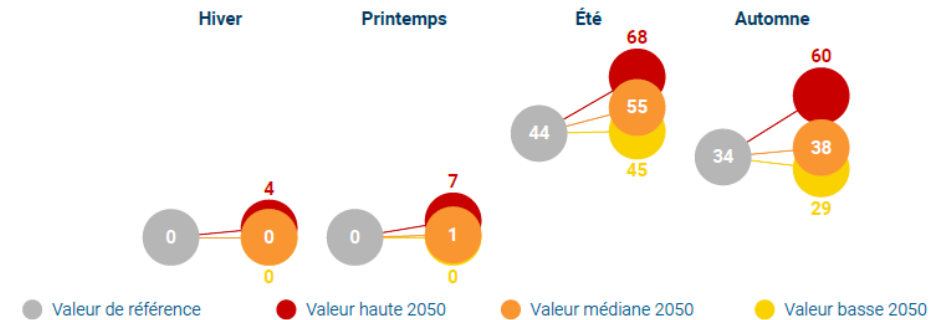 Hiver Printemps Été Automne
68 60
44 55 45
34 38 29
4 7
0 0 0
0 1 0
Valeur de référence Valeur haute 2050 Valeur médiane 2050 Valeur basse 2050